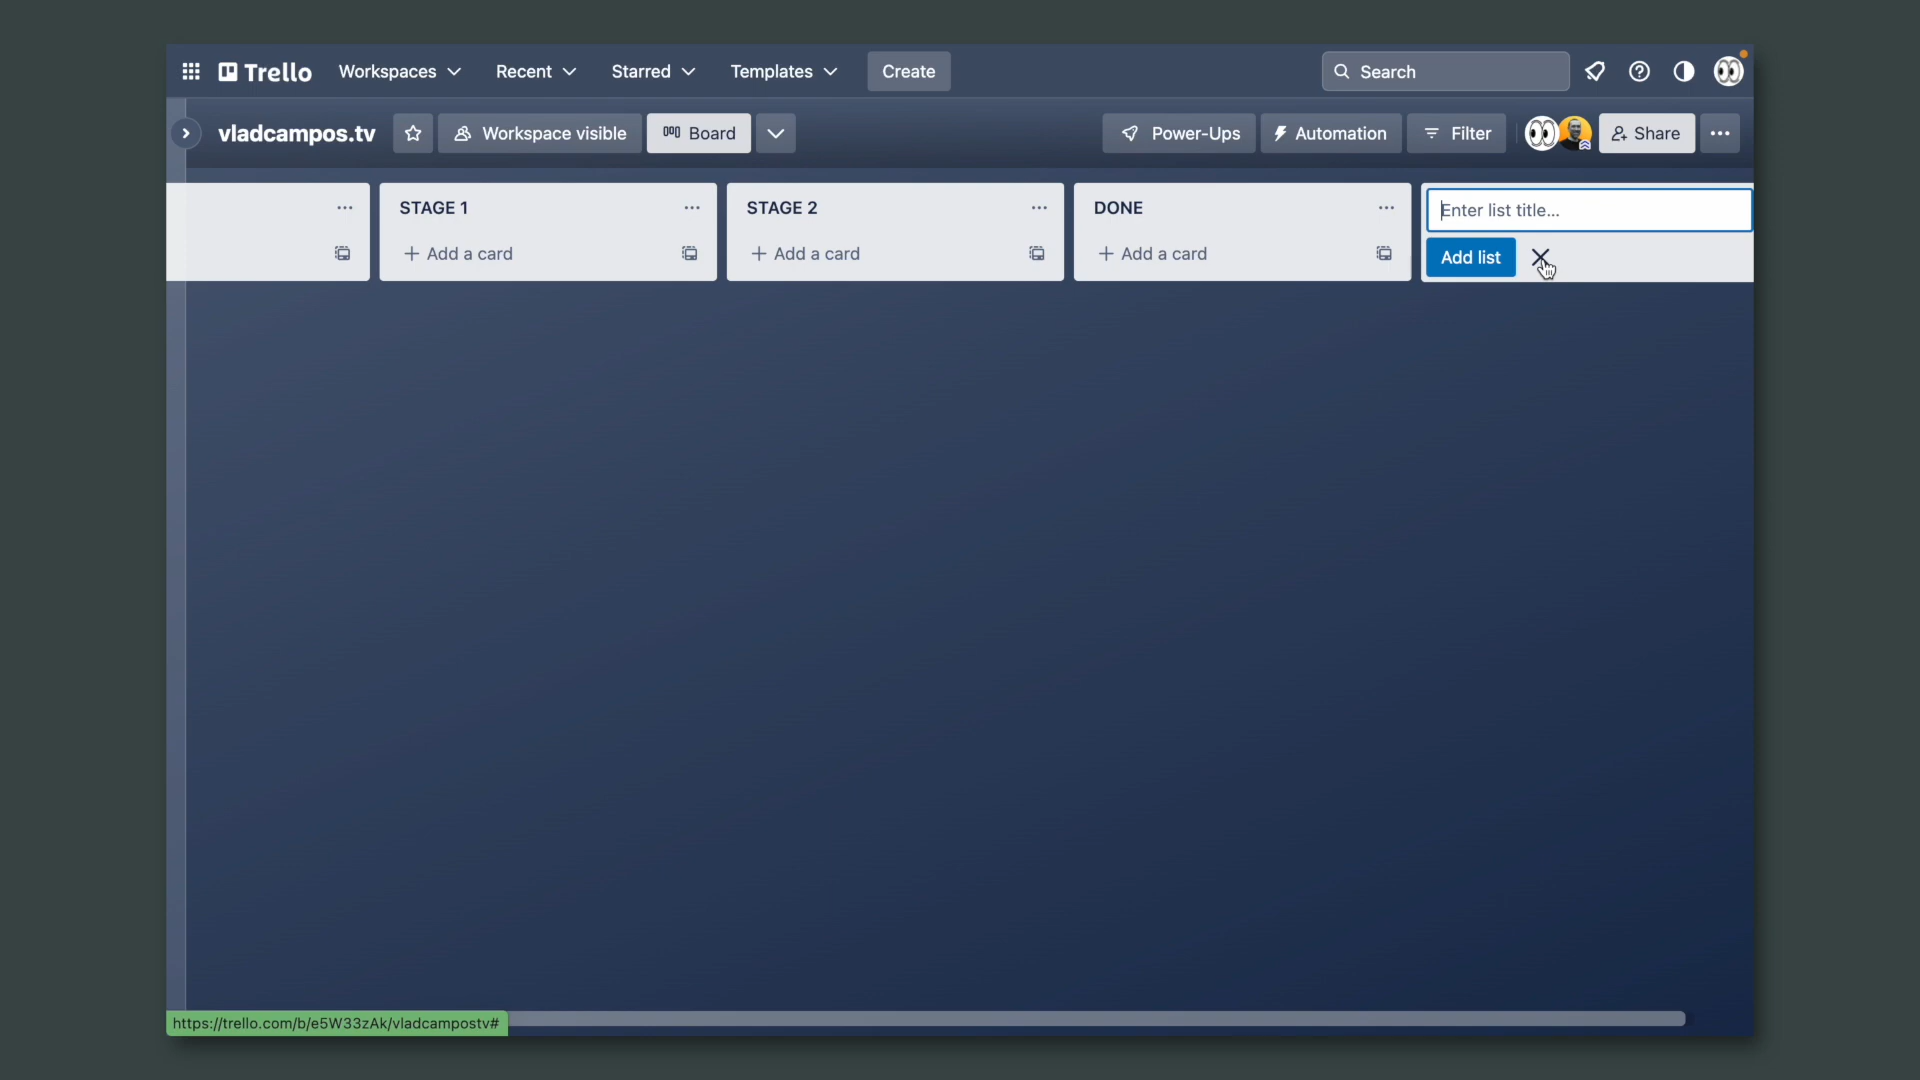 Trello Workspaces Recent Starred Templates Create Search
vladcampos.tv Workspace visible Board Power-Ups Automation Filter Share
STAGE 1 STAGE 2 DONE Enter list title...
+ Add a card + Add a card + Add a card Add list
https://trello.com/b/e5W33zAk/vladcampostv#